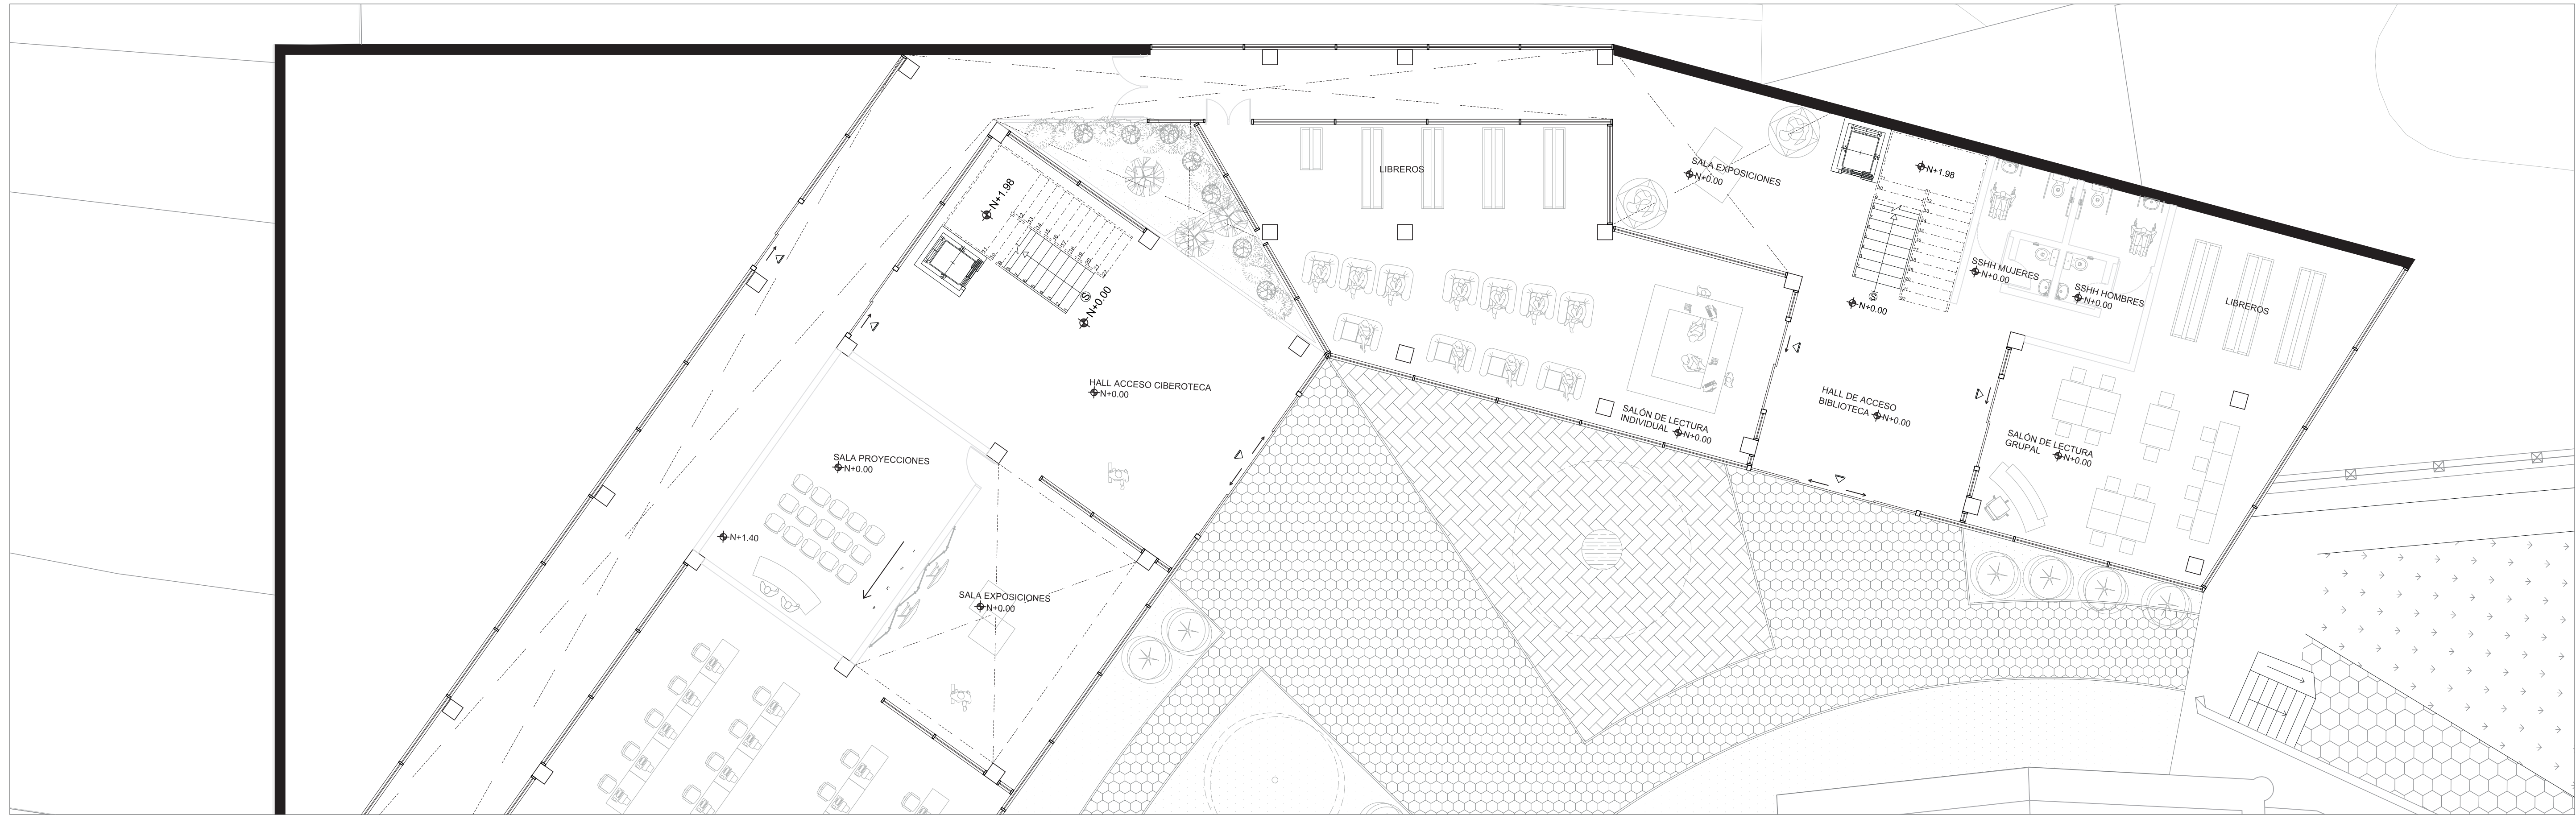 N+1.98
N+0.00
HALL ACCESO CIBEROTECA
N+0.00
SALA PROYECCIONES
N+0.00
N+1.40
SALA EXPOSICIONES
N+0.00
LIBREROS
SALA EXPOSICIONES
N+0.00
SALÓN DE LECTURA
INDIVIDUAL N+0.00
N+1.98
N+0.00
HALL DE ACCESO
BIBLIOTECA N+0.00
SSHH MUJERES
N+0.00
SSHH HOMBRES
N+0.00
LIBREROS
SALÓN DE LECTURA
GRUPAL N+0.00
S
S